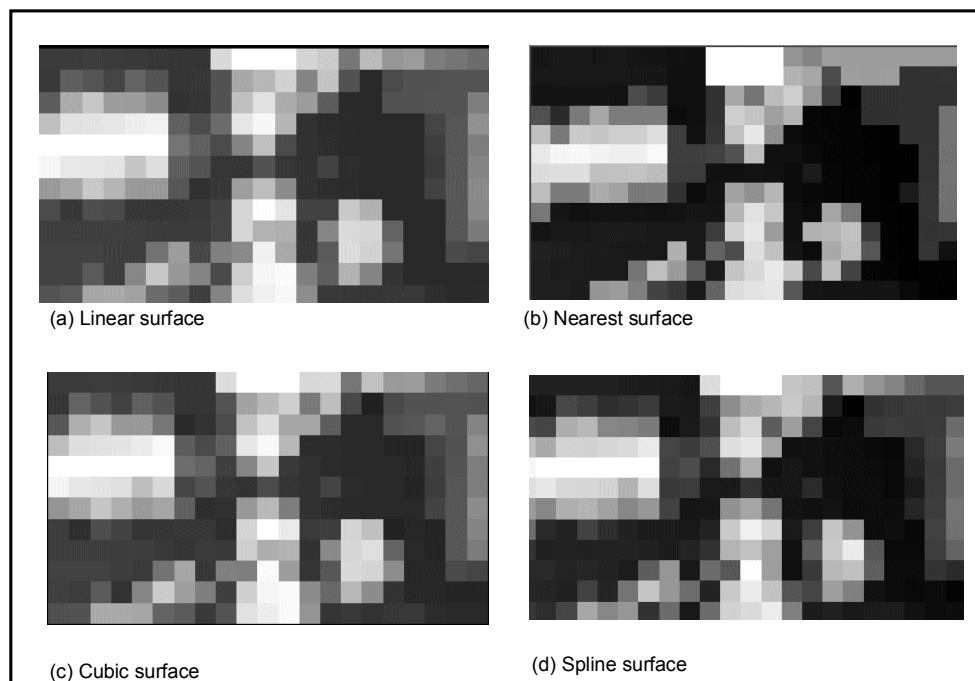 (a) Linear surface
(b) Nearest surface
(c) Cubic surface
(d) Spline surface